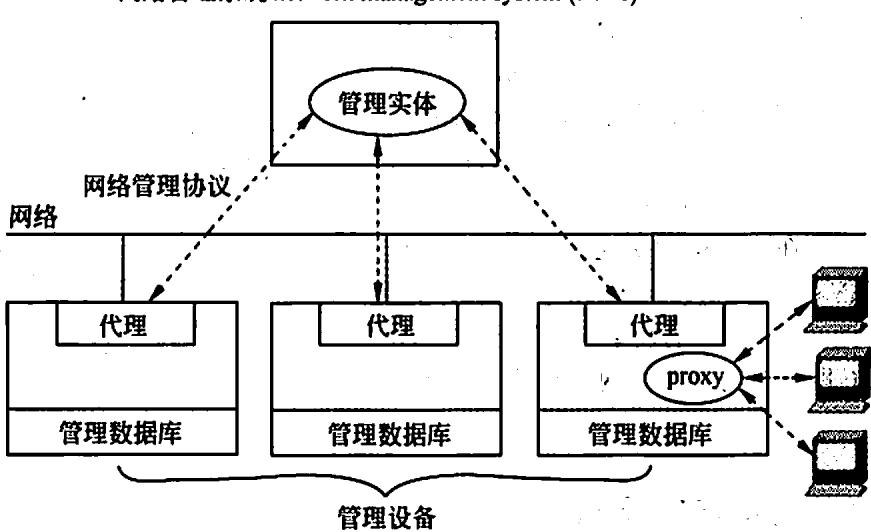 管理实体
网络管理协议
网络
代理
代理
代理
proxy
管理数据库
管理数据库
管理数据库
管理设备